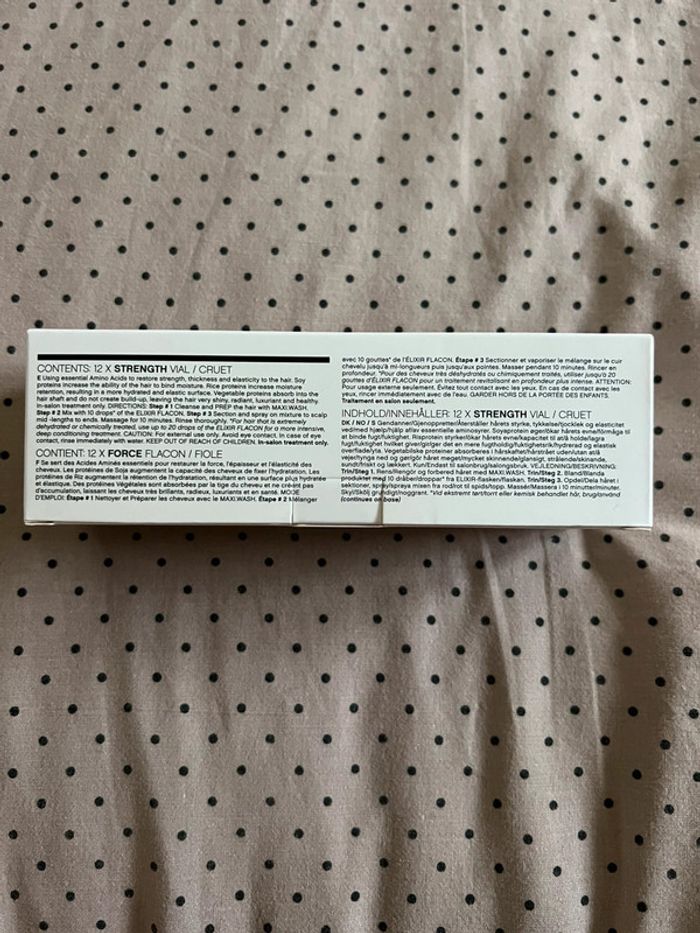 CONTENTS: 12 X STRENGTH VIAL / CRUET
E Using essential Amino Acids to restore strength, thickness and elasticity to the hair. Soy
proteins increase the ability of the hair to bind moisture. Rice proteins increase moisture
retention, resulting in a more hydrated and elastic surface. Vegetable proteins absorb into the
hair shaft and do not create build-up, leaving the hair very shiny, radiant, luxuriant and healthy.
In-salon treatment only. DIRECTIONS: Step # 1 Cleanse and PREP the hair with MAXI.WASH.
Step # 2 Mix with 10 drops* of the ELIXIR FLACON. Step # 3 Section and spray on mixture to scalp
mid -lengths to ends. Massage for 10 minutes. Rinse thoroughly. *For hair that is extremely
dehydrated or chemically treated, use up to 20 drops of the ELIXIR FLACON for a more intensive,
deep conditioning treatment. CAUTION: For external use only. Avoid eye contact. In case of eye
contact, rinse immediately with water. KEEP OUT OF REACH OF CHILDREN. In-salon treatment only.
CONTIENT: 12 X FORCE FLACON / FIOLE
F Se sert des Acides Aminés essentiels pour restaurer la force, l'épaisseur et l'élasticité des
cheveux. Les protéines de Soja augmentent la capacité des cheveux de fixer l'hydratation. Les
protéines de Riz augmentent la rétention de l'hydratation, résultant en une surface plus hydratée
et élastique. Des protéines Végétales sont absorbées par la tige du cheveu et ne créent pas
d'accumulation, laissant les cheveux très brillants, radieux, luxuriants et en santé. MODE
D'EMPLOI: Étape # 1 Nettoyer et Préparer les cheveux avec le MAXI.WASH. Étape # 2 Mélanger
avec 10 gouttes* de l'ÉLIXIR FLACON. Étape # 3 Sectionner et vaporiser le mélange sur le cuir
chevelu jusqu'à mi-longueurs puis jusqu'aux pointes. Masser pendant 10 minutes. Rincer en
profondeur. *Pour des cheveux très déshydratés ou chimiquement traités, utiliser jusqu'à 20
gouttes d'ÉLIXIR FLACON pour un traitement revitalisant en profondeur plus intense. ATTENTION:
Pour usage externe seulement. Évitez tout contact avec les yeux. En cas de contact avec les
yeux, rincer immédiatement avec de l'eau. GARDER HORS DE LA PORTÉE DES ENFANTS.
Traitement en salon seulement.
INDHOLD/INNEHÅLLER: 12 X STRENGTH VIAL / CRUET
DK / NO / S Gendanner/Gjenoppretter/Återställer hårets styrke, tykkelse/tjocklek og elasticitet
ved/med/hjälp aflav essentielle aminosyrer. Soyaprotein øger/ökar hårets evne/förmåga til
at binde fugt/fuktighet. Risprotein styrker/öker hårets evne/kapacitet til at/å holde/lagra
fugt/fuktighet hvilket giver/gir/ger det en mere fugtholdig/fuktighetsrik/hydrerad og elastisk
overflade/yta. Vegetabilske proteiner absorberes i hårskaftet/hårstrået uden/utan at/å
veje/tynge ned og gør/gir håret meget/mycket skinnende/glansigt, strålende/skinande,
sundt/friskt og lækkert. Kun/Endast til salonbrug/salongsbruk. VEJLEDNING/BESKRIVNING:
Trin/Steg 1. Rens/Rengör og forbered håret med MAXI.WASH. Trin/Steg 2. Bland/Blanda
produktet med 10 dråber/droppar* fra ELIXIR-flasken/flaskan. Trin/Steg 3. Opdel/Dela håret i
sektioner, spray/spraya mixen fra rod/rot til spids/topp. Massér/Massera i 10 minutter/minuter.
Skyl/Skölj grundigt/noggrant. *Vid ekstremt tørt/torrt eller kemisk behandlet hår, brug/använd
(continued on base)